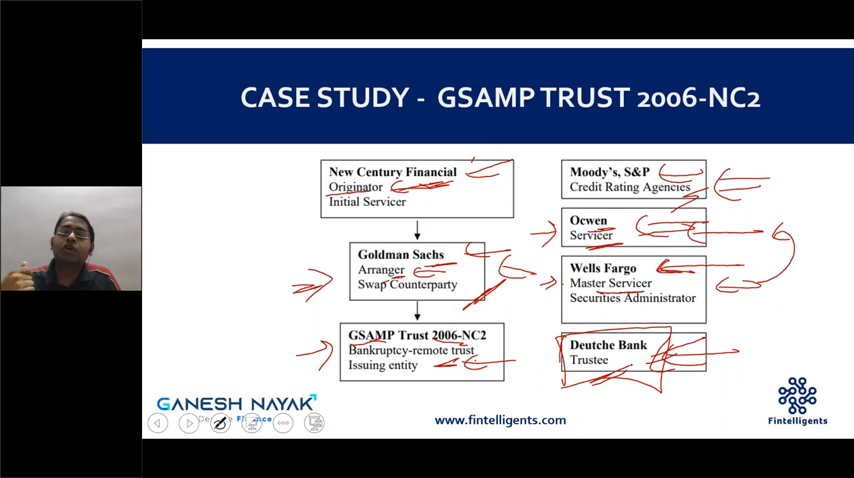 CASE STUDY - GSAMP TRUST 2006-NC2
New Century Financial
Originator
Initial Servicer
Goldman Sachs
Arranger
Swap Counterparty
GSAMP Trust 2006-NC2
Bankruptcy-remote trust
Issuing entity
Moody's, S&P
Credit Rating Agencies
Ocwen
Servicer
Wells Fargo
Master Servicer
Securities Administrator
Deutche Bank
Trustee
GANESH NAYAK
www.fintelligents.com
Fintelligents